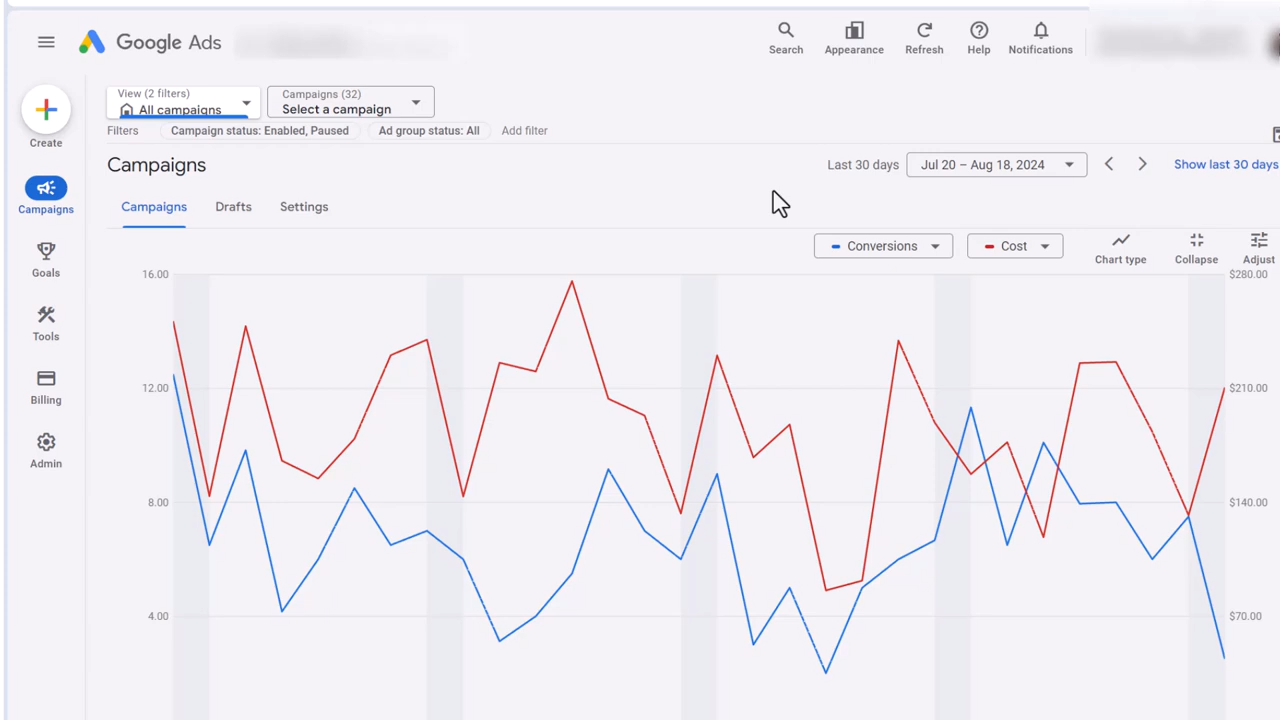 Google Ads
Search
Appearance
Refresh
Help
Notifications
Create
Campaigns
Goals
Tools
Billing
Admin
View (2 filters)
All campaigns
Campaigns (32)
Select a campaign
Filters
Campaign status: Enabled, Paused
Ad group status: All
Add filter
Campaigns
Last 30 days
Jul 20 – Aug 18, 2024
Show last 30 days
Campaigns
Drafts
Settings
Conversions
Cost
Chart type
Collapse
Adjust
16.00
12.00
8.00
4.00
$280.00
$210.00
$140.00
$70.00